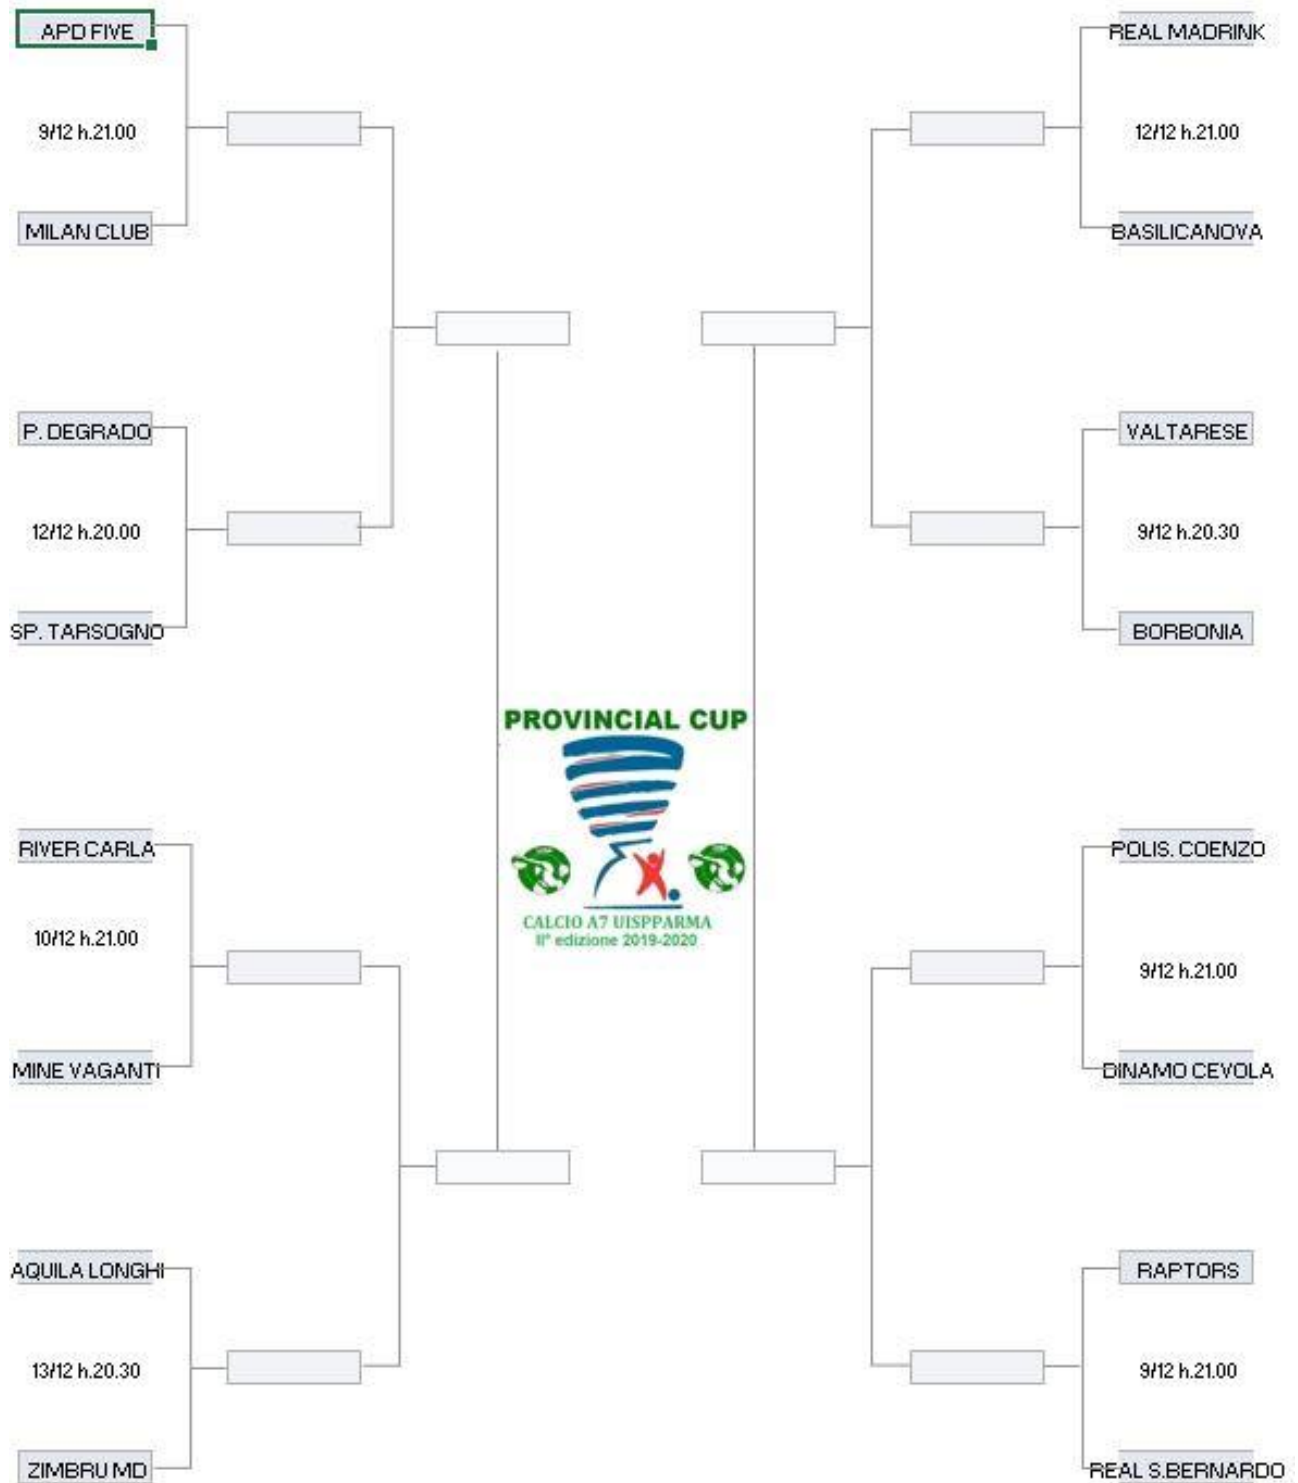 APD FIVE
9/12 h.21.00
MILAN CLUB
P. DEGRADO
12/12 h.20.00
SP. TARSOGNO
RIVER CARLA
10/12 h.21.00
MINE VAGANTI
AQUILA LONGHI
13/12 h.20.30
ZIMBRU MD
PROVINCIAL CUP
CALCIO A7 UISPPARMA
II° edizione 2019-2020
REAL MADRINK
12/12 h.21.00
BASILICANOVA
VALTARESE
9/12 h.20.30
BORBONIA
POLIS. COENZO
9/12 h.21.00
DINAMO CEVOLA
RAPTORS
9/12 h.21.00
REAL S.BERNARDO